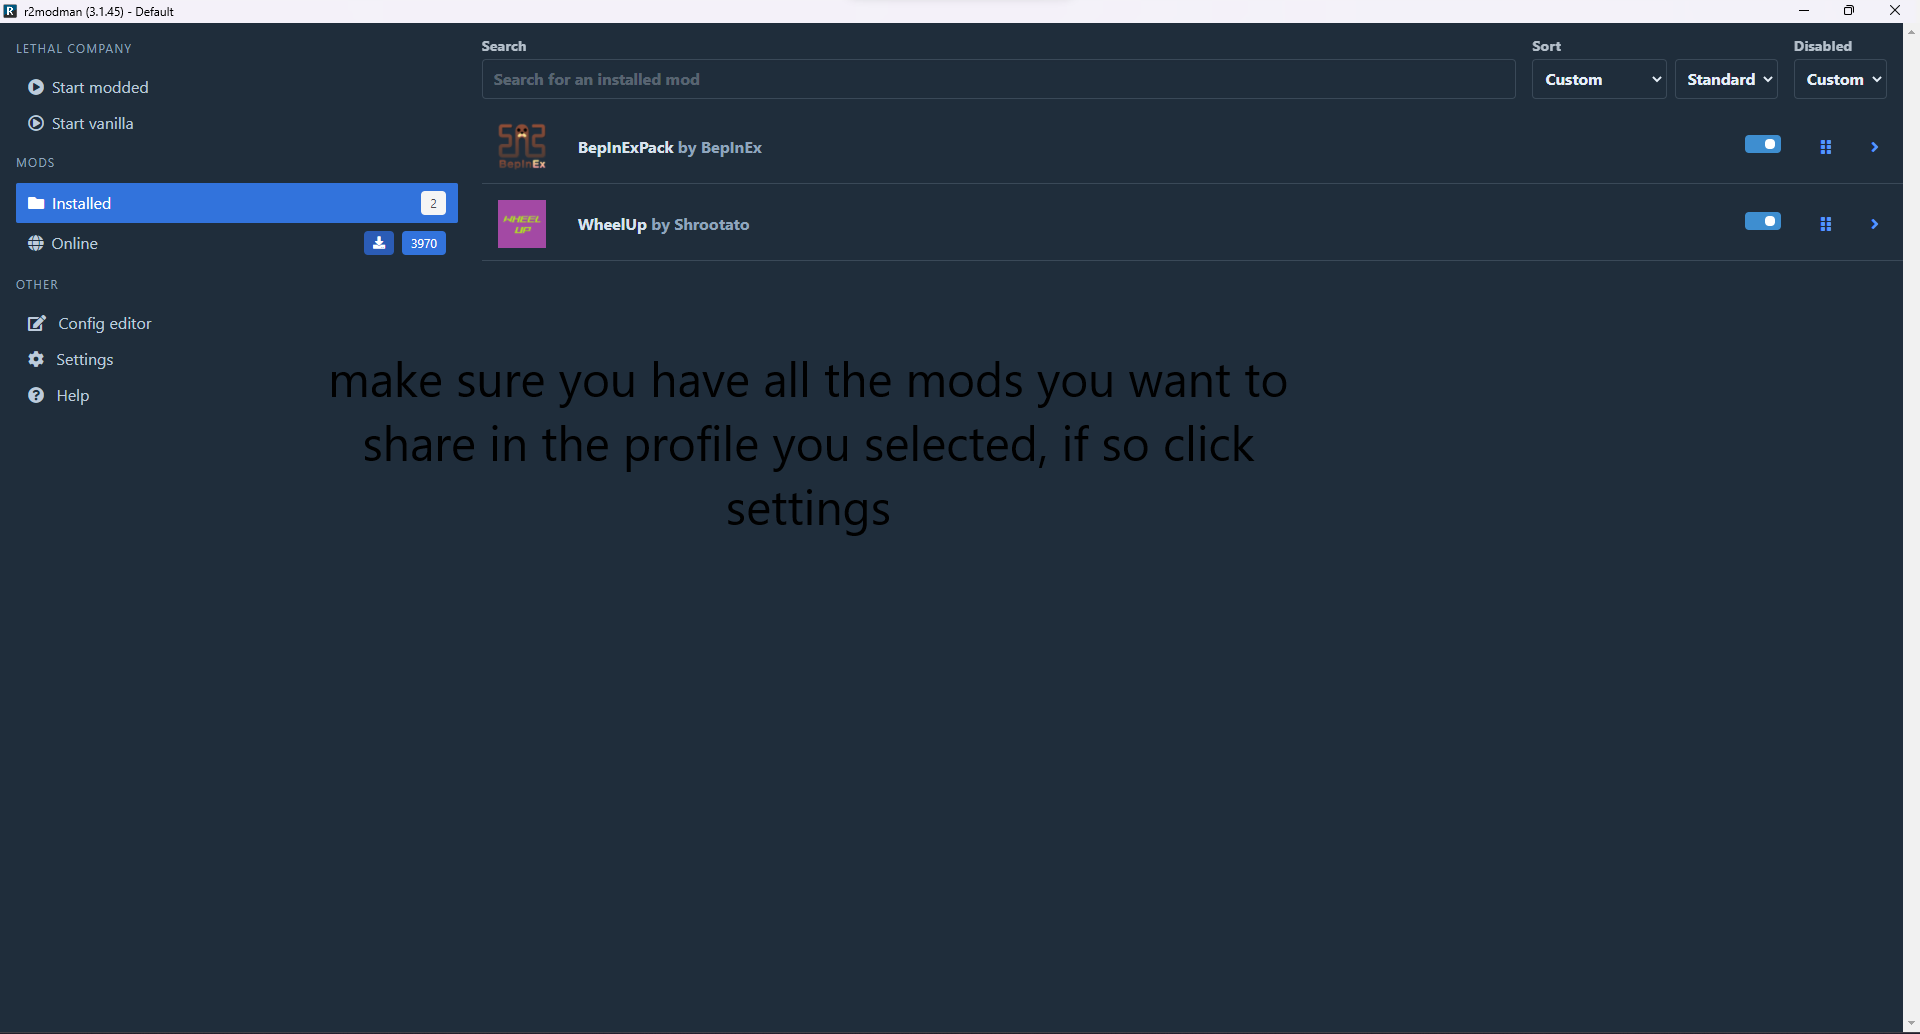 r2modman (3.1.45) - Default
LETHAL COMPANY
Start modded
Start vanilla
MODS
Installed
2
Online
3970
OTHER
Config editor
Settings
Help
Search
Search for an installed mod
Sort
Custom
Standard
Disabled
Custom
BepInEx
BepInExPack by BepInEx
WHEEL
UP
WheelUp by Shrootato
make sure you have all the mods you want to
share in the profile you selected, if so click
settings